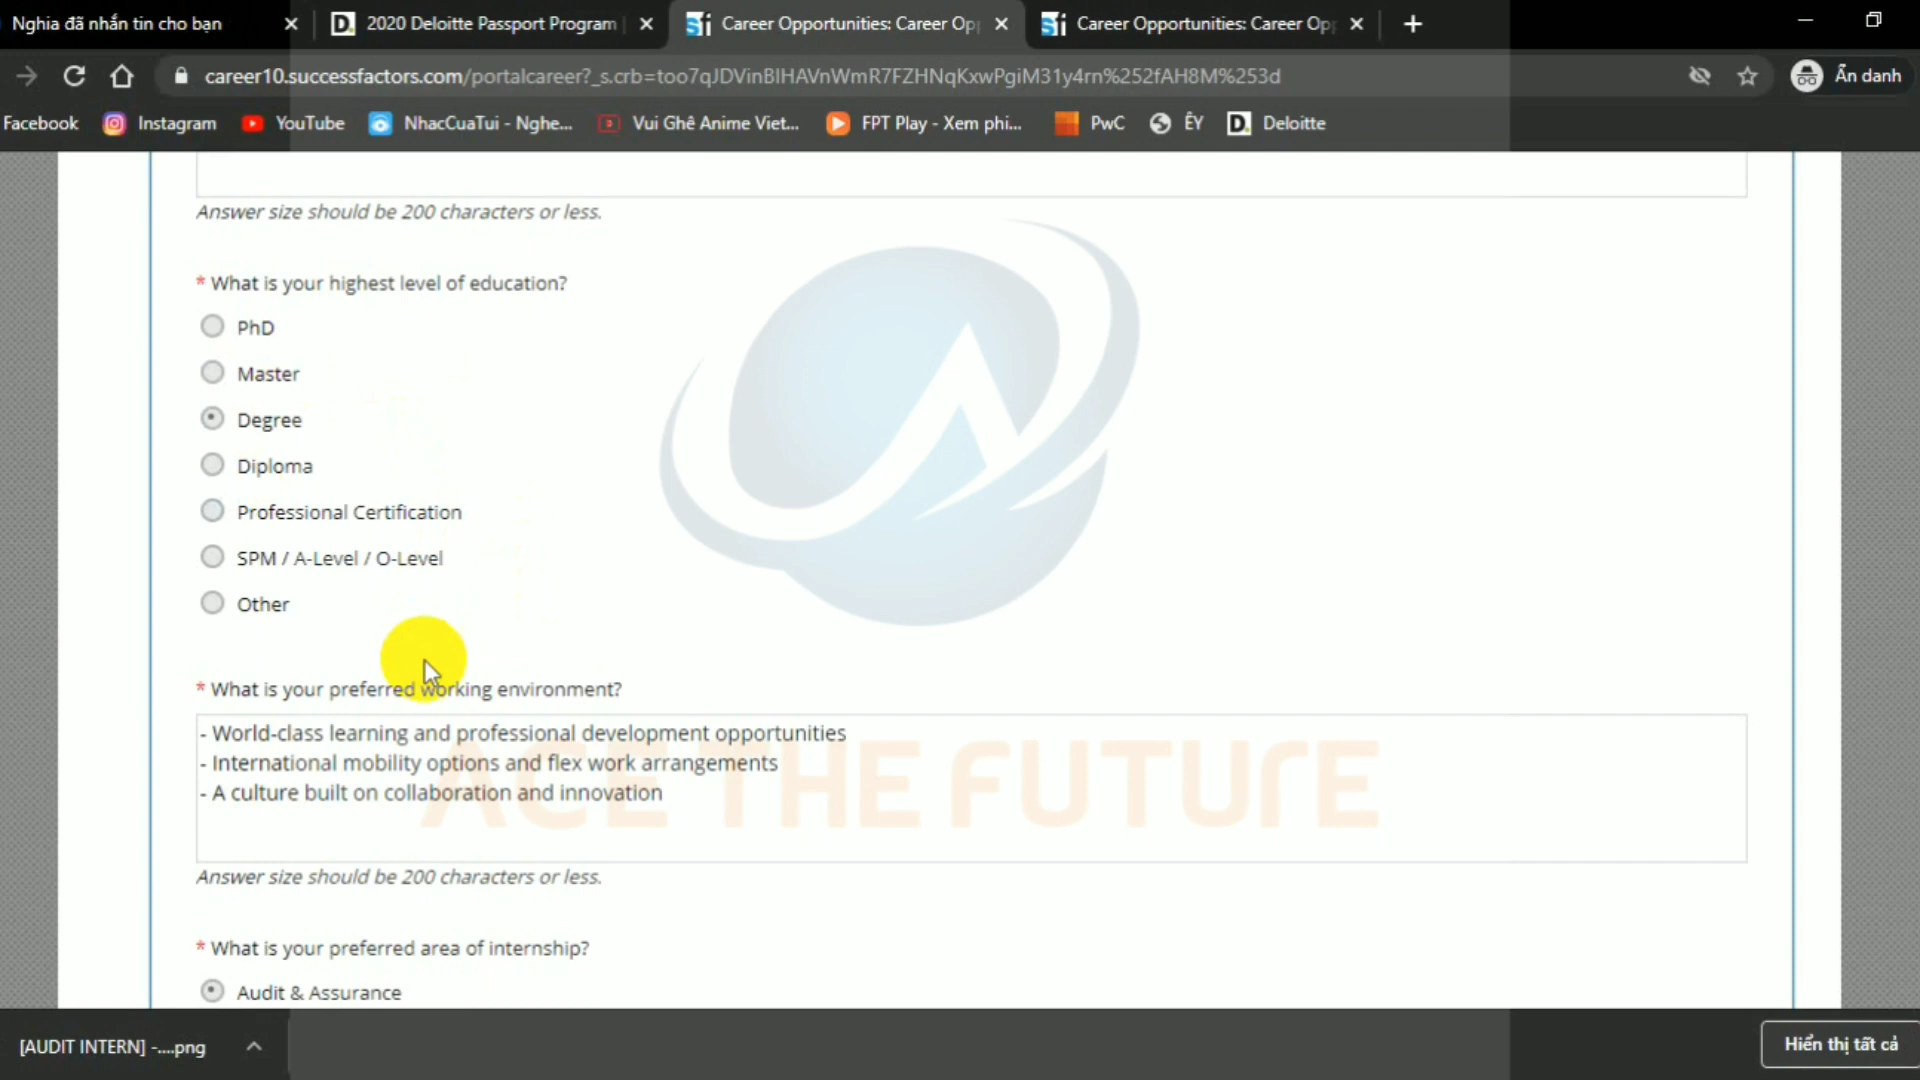 Nghia đã nhắn tin cho bạn
2020 Deloitte Passport Program
Career Opportunities: Career Op
Career Opportunities: Career Op
career10.successfactors.com/portalcareer?_s.crb=too7qJDVinBlHAVnWmR7FZHNqKxwPgiM31y4rn%252fAH8M%253d
Ẩn danh
Facebook
Instagram
YouTube
NhacCuaTui - Nghe...
Vui Ghê Anime Viet...
FPT Play - Xem phi...
PwC
ÊY
Deloitte
Answer size should be 200 characters or less.
* What is your highest level of education?
PhD
Master
Degree
Diploma
Professional Certification
SPM / A-Level / O-Level
Other
* What is your preferred working environment?
- World-class learning and professional development opportunities
- International mobility options and flex work arrangements
- A culture built on collaboration and innovation
ACE THE FUTURE
Answer size should be 200 characters or less.
* What is your preferred area of internship?
Audit & Assurance
[AUDIT INTERN] -....png
Hiển thị tất cả